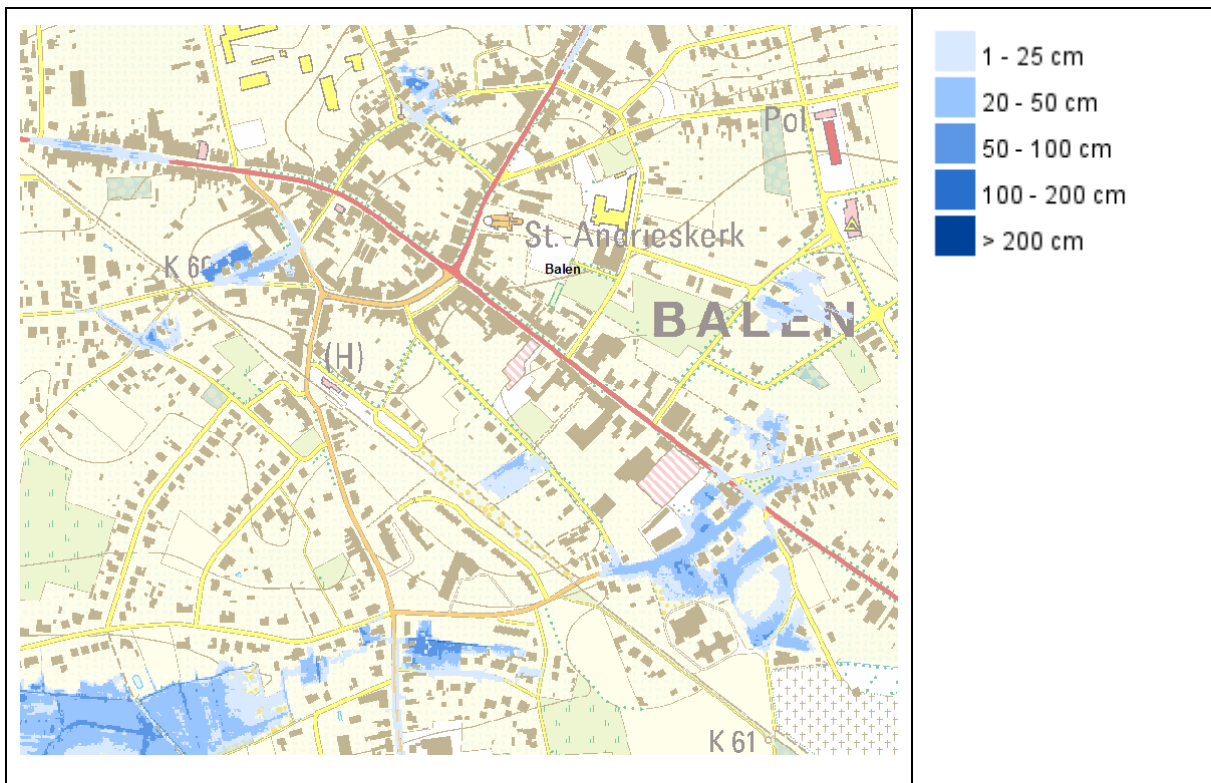 Pol.
St.-Andrieskerk
K 60
Balen
BALEN
(H)
K 61
1 - 25 cm
20 - 50 cm
50 - 100 cm
100 - 200 cm
> 200 cm